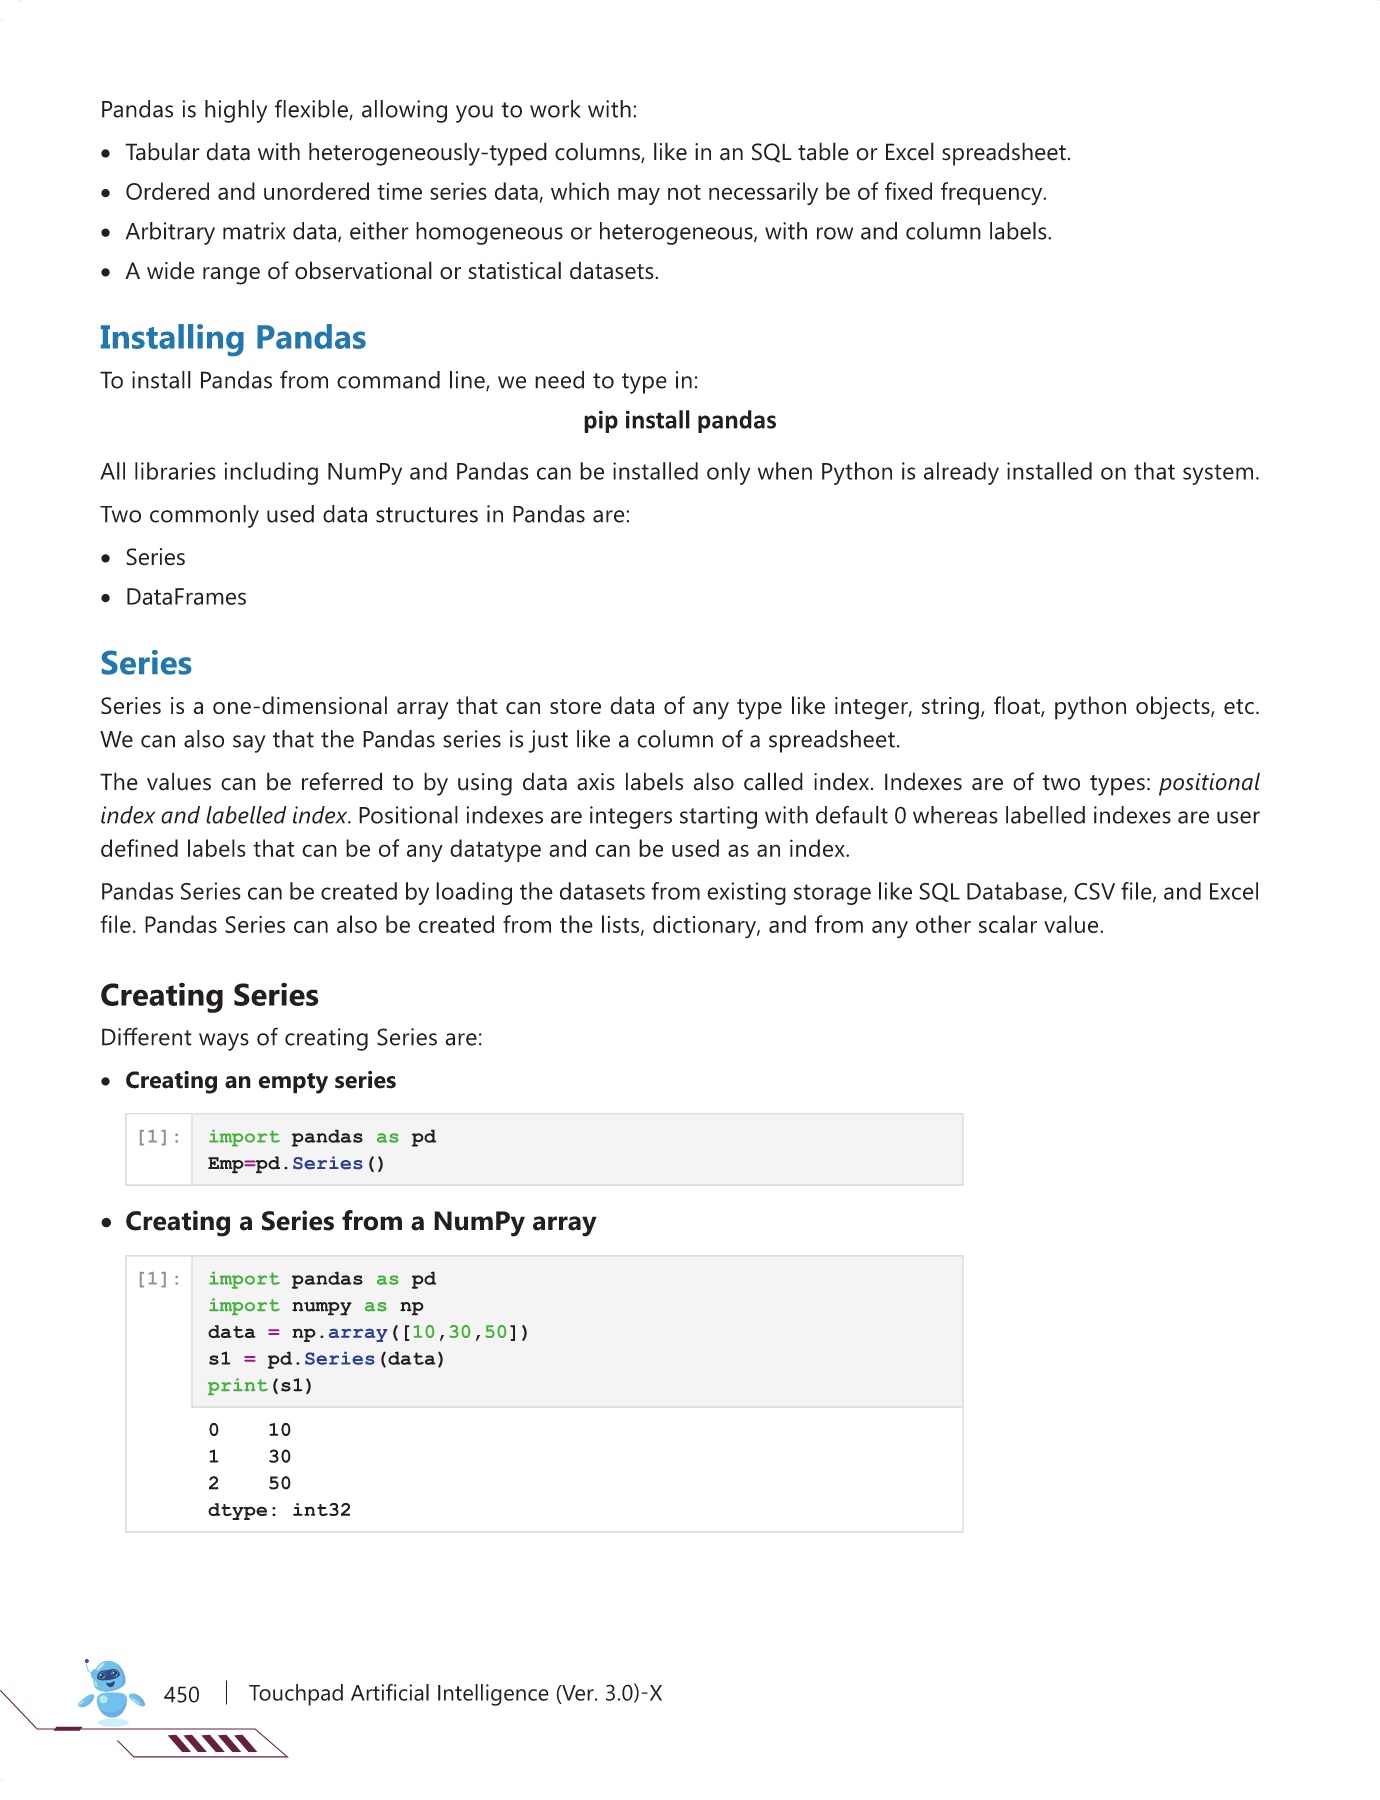 Pandas is highly flexible, allowing you to work with:
• Tabular data with heterogeneously-typed columns, like in an SQL table or Excel spreadsheet.
• Ordered and unordered time series data, which may not necessarily be of fixed frequency.
• Arbitrary matrix data, either homogeneous or heterogeneous, with row and column labels.
• A wide range of observational or statistical datasets.
Installing Pandas
To install Pandas from command line, we need to type in:
pip install pandas
All libraries including NumPy and Pandas can be installed only when Python is already installed on that system.
Two commonly used data structures in Pandas are:
• Series
• DataFrames
Series
Series is a one-dimensional array that can store data of any type like integer, string, float, python objects, etc.
We can also say that the Pandas series is just like a column of a spreadsheet.
The values can be referred to by using data axis labels also called index. Indexes are of two types: positional
index and labelled index. Positional indexes are integers starting with default 0 whereas labelled indexes are user
defined labels that can be of any datatype and can be used as an index.
Pandas Series can be created by loading the datasets from existing storage like SQL Database, CSV file, and Excel
file. Pandas Series can also be created from the lists, dictionary, and from any other scalar value.
Creating Series
Different ways of creating Series are:
• Creating an empty series
[1]: import pandas as pd
Emp=pd.Series()
• Creating a Series from a NumPy array
[1]: import pandas as pd
import numpy as np
data = np.array([10,30,50])
s1 = pd.Series(data)
print(s1)
0    10
1    30
2    50
dtype: int32
450 | Touchpad Artificial Intelligence (Ver. 3.0)-X